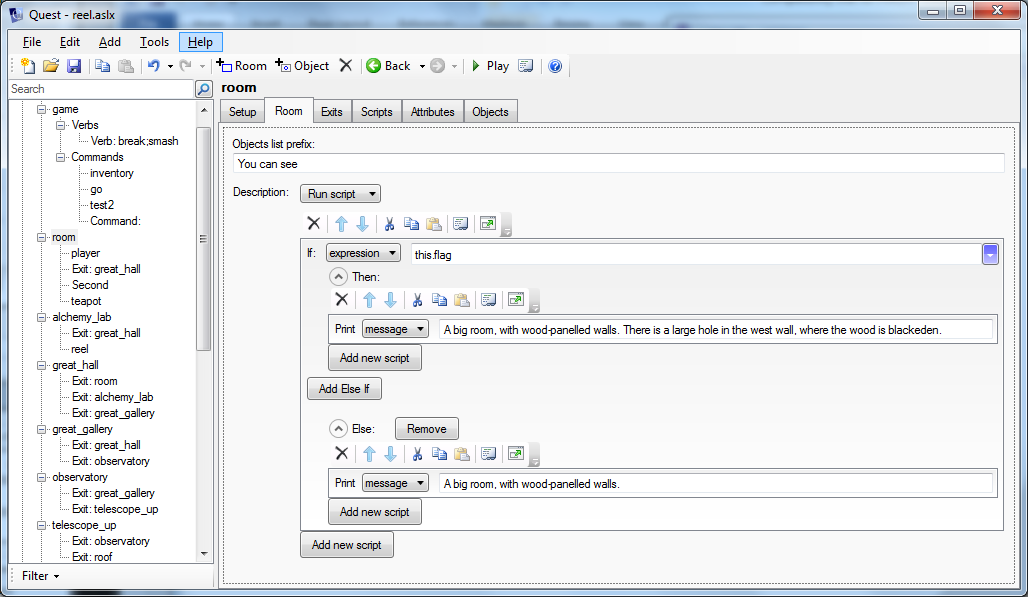 Quest - reel.aslx
File Edit Add Tools Help
Room Object Back Play
Search
game
Verbs
Verb: break;smash
Commands
inventory
go
test2
Command:
room
player
Exit: great_hall
Second
teapot
alchemy_lab
Exit: great_hall
reel
great_hall
Exit: room
Exit: alchemy_lab
Exit: great_gallery
great_gallery
Exit: great_hall
Exit: observatory
observatory
Exit: great_gallery
Exit: telescope_up
telescope_up
Exit: observatory
Exit: roof
Filter
room
Setup Room Exits Scripts Attributes Objects
Objects list prefix:
You can see
Description: Run script
If: expression this.flag
Then:
Print message A big room, with wood-panelled walls. There is a large hole in the west wall, where the wood is blackeden.
Add new script
Add Else If
Else: Remove
Print message A big room, with wood-panelled walls.
Add new script
Add new script